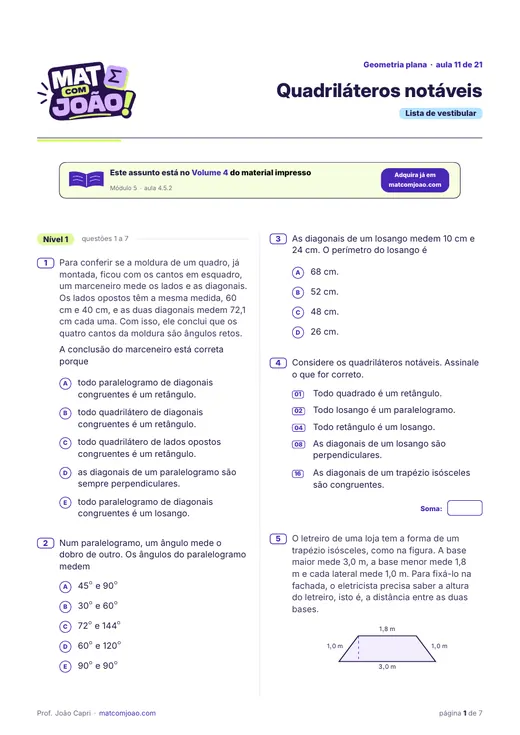 MAT Σ
COM
JOÃO!
Geometria plana · aula 11 de 21
Quadriláteros notáveis
Lista de vestibular
Este assunto está no Volume 4 do material impresso
Módulo 5 · aula 4.5.2
Adquira já em
matcomjoao.com
Nível 1 questões 1 a 7
1 Para conferir se a moldura de um quadro, já
montada, ficou com os cantos em esquadro,
um marceneiro mede os lados e as diagonais.
Os lados opostos têm a mesma medida, 60
cm e 40 cm, e as duas diagonais medem 72,1
cm cada uma. Com isso, ele conclui que os
quatro cantos da moldura são ângulos retos.
A conclusão do marceneiro está correta
porque
A todo paralelogramo de diagonais
congruentes é um retângulo.
B todo quadrilátero de diagonais
congruentes é um retângulo.
C todo quadrilátero de lados opostos
congruentes é um retângulo.
D as diagonais de um paralelogramo são
sempre perpendiculares.
E todo paralelogramo de diagonais
congruentes é um losango.
2 Num paralelogramo, um ângulo mede o
dobro de outro. Os ângulos do paralelogramo
medem
A 45° e 90°
B 30° e 60°
C 72° e 144°
D 60° e 120°
E 90° e 90°
3 As diagonais de um losango medem 10 cm e
24 cm. O perímetro do losango é
A 68 cm.
B 52 cm.
C 48 cm.
D 26 cm.
4 Considere os quadriláteros notáveis. Assinale
o que for correto.
01 Todo quadrado é um retângulo.
02 Todo losango é um paralelogramo.
04 Todo retângulo é um losango.
08 As diagonais de um losango são
perpendiculares.
16 As diagonais de um trapézio isósceles
são congruentes.
Soma:
5 O letreiro de uma loja tem a forma de um
trapézio isósceles, como na figura. A base
maior mede 3,0 m, a base menor mede 1,8
m e cada lateral mede 1,0 m. Para fixá-lo na
fachada, o eletricista precisa saber a altura
do letreiro, isto é, a distância entre as duas
bases.
1,8 m
1,0 m 1,0 m
3,0 m
Prof. João Capri · matcomjoao.com
página 1 de 7